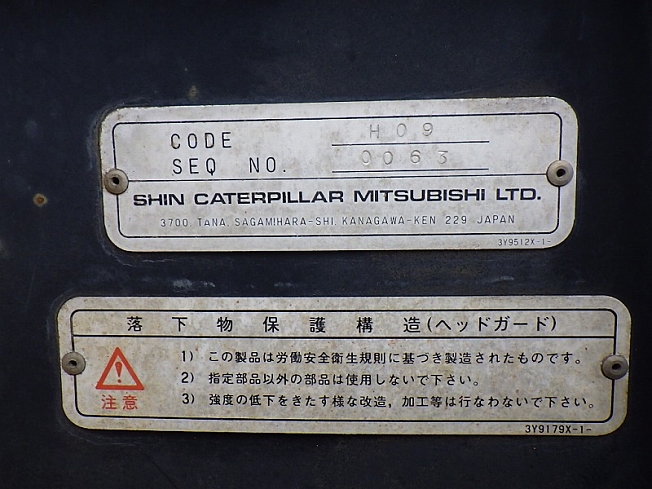 CODE H09
SEQ NO. 0063
SHIN CATERPILLAR MITSUBISHI LTD.
3700 TANA, SAGAMIHARA-SHI, KANAGAWA-KEN 229 JAPAN
3Y9512X-1-
落下物保護構造(ヘッドガード)
1) この製品は労働安全衛生規則に基づき製造されたものです。
2) 指定部品以外の部品は使用しないで下さい。
3) 強度の低下をきたす様な改造,加工等は行なわないで下さい。
注意
3Y9179X-1-